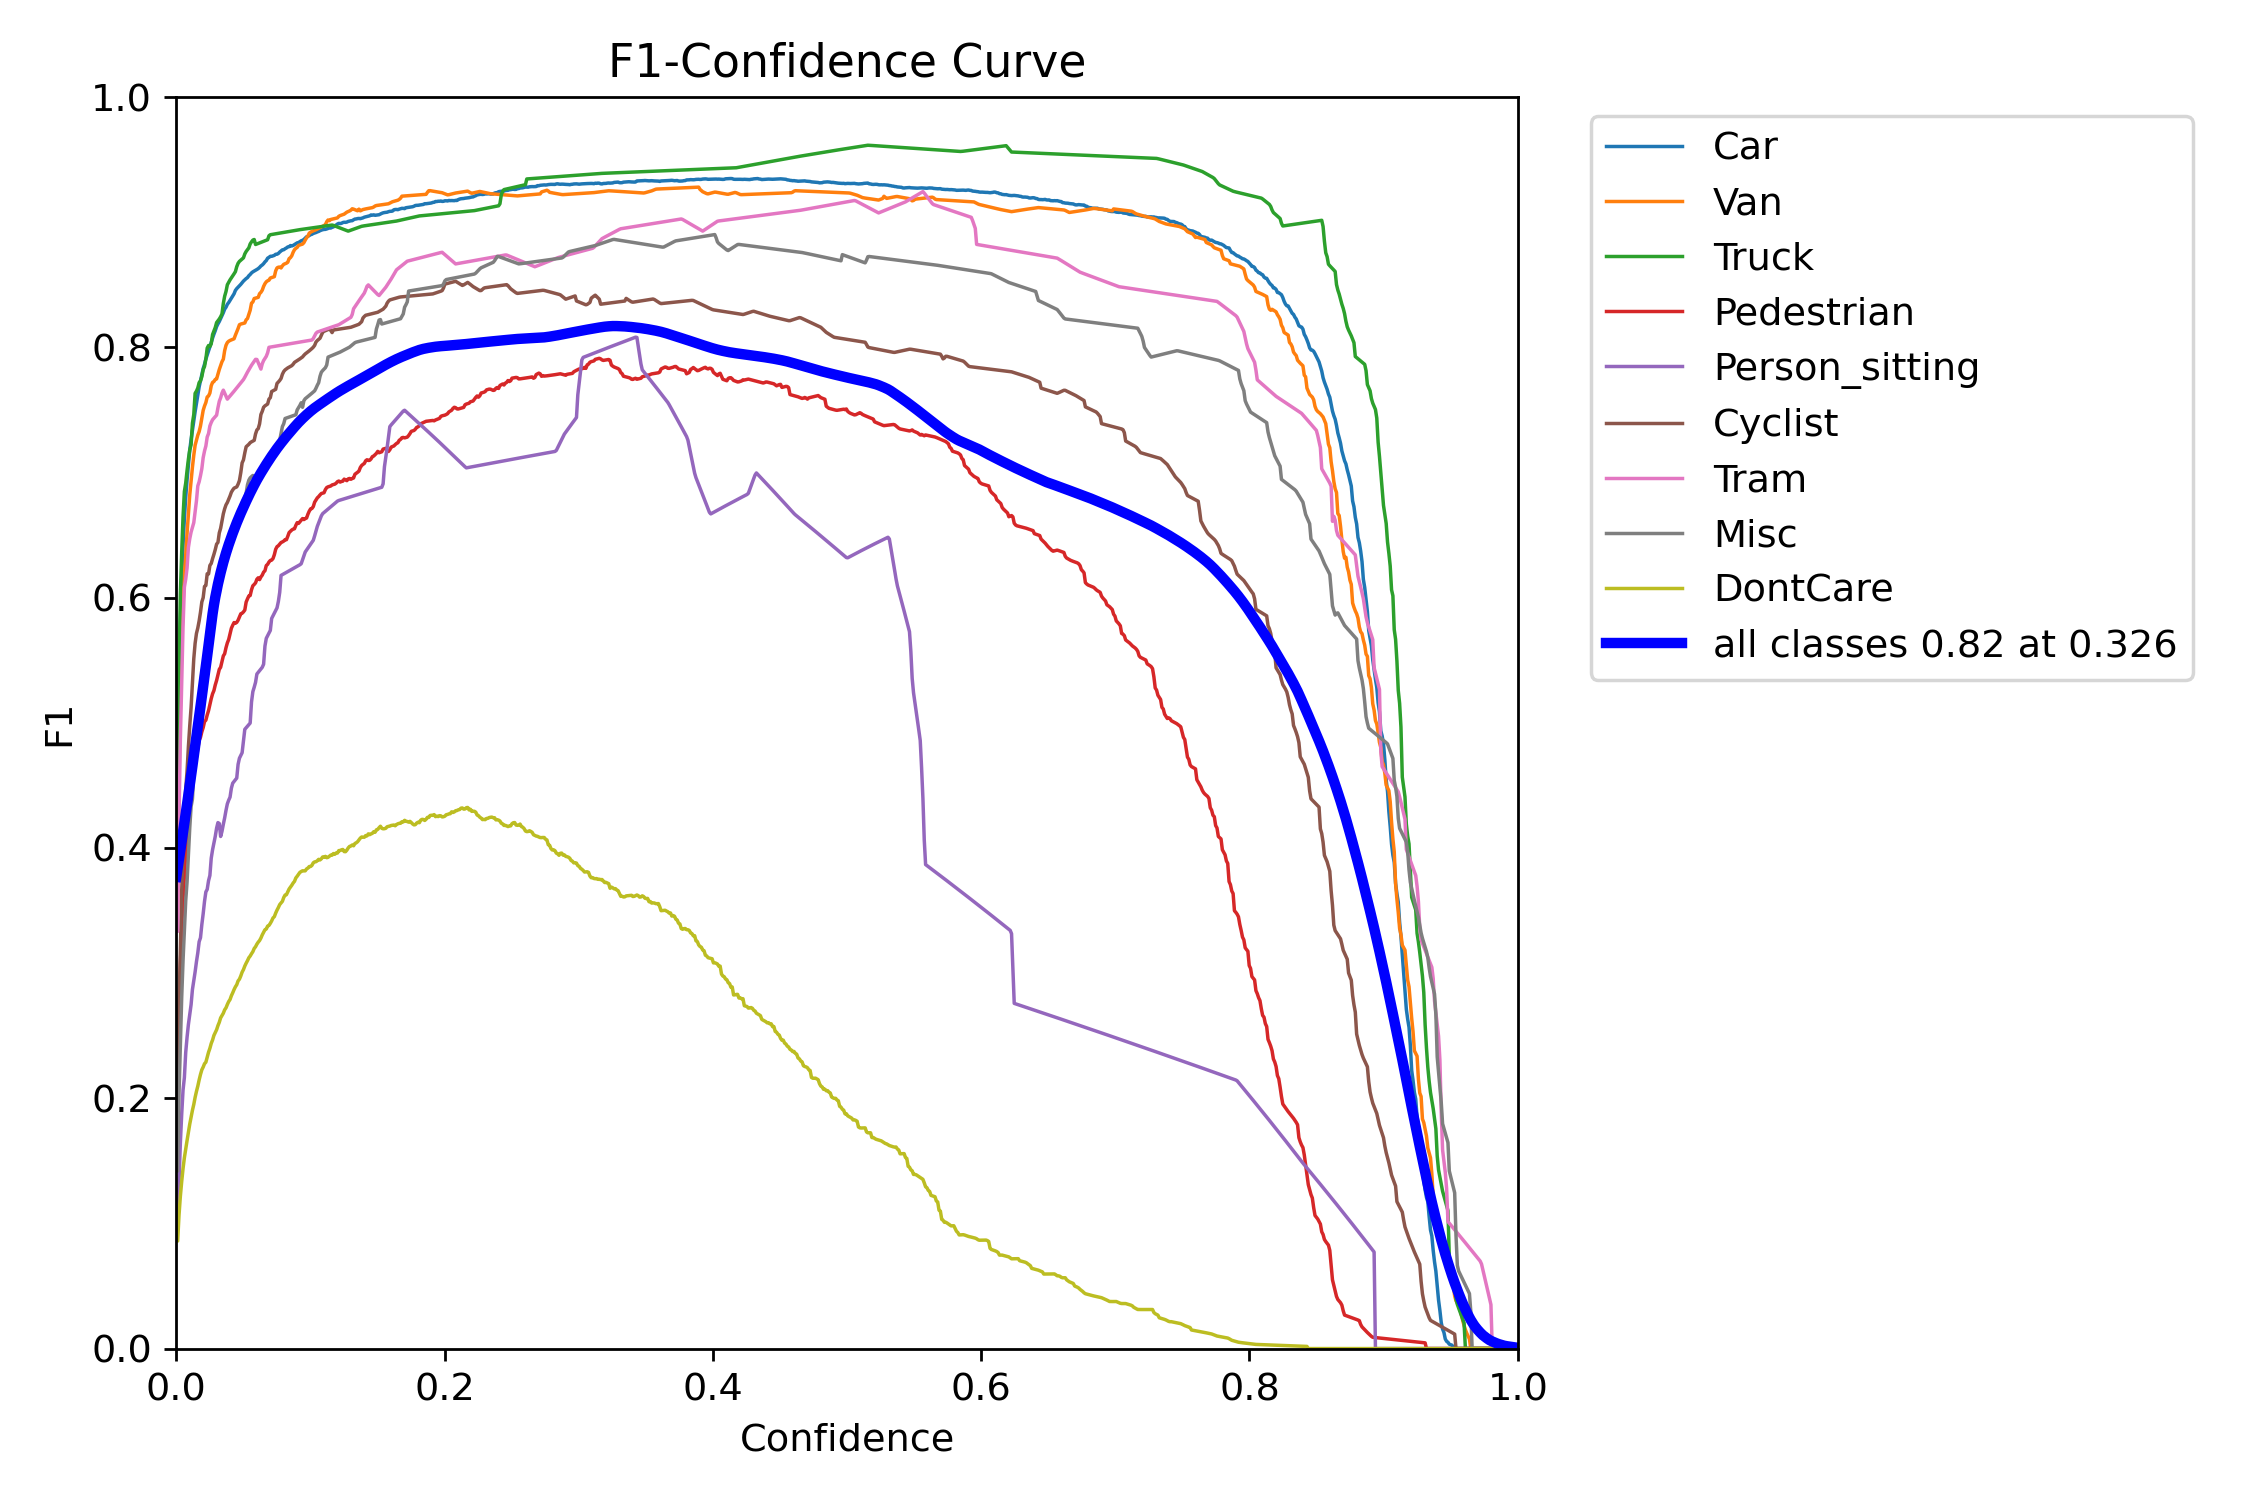 F1-Confidence Curve
1.0
0.8
0.6
0.4
0.2
0.0
F1
0.0 0.2 0.4 0.6 0.8 1.0
Confidence
Car
Van
Truck
Pedestrian
Person_sitting
Cyclist
Tram
Misc
DontCare
all classes 0.82 at 0.326